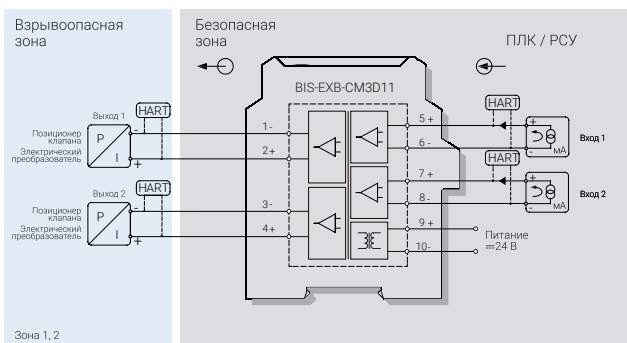 Взрывоопасная
зона
Безопасная
зона
ПЛК / РСУ
BIS-EXB-CM3D11
Выход 1
HART
Позиционер
клапана
Электрический
преобразователь
P
I
-
+
1-
2+
5 +
6 -
HART
+
-
мА
Вход 1
Выход 2
HART
Позиционер
клапана
Электрический
преобразователь
P
I
-
+
3-
4+
7 +
8 -
HART
+
-
мА
Вход 2
9 +
10-
Питание
⎓24 В
Зона 1, 2